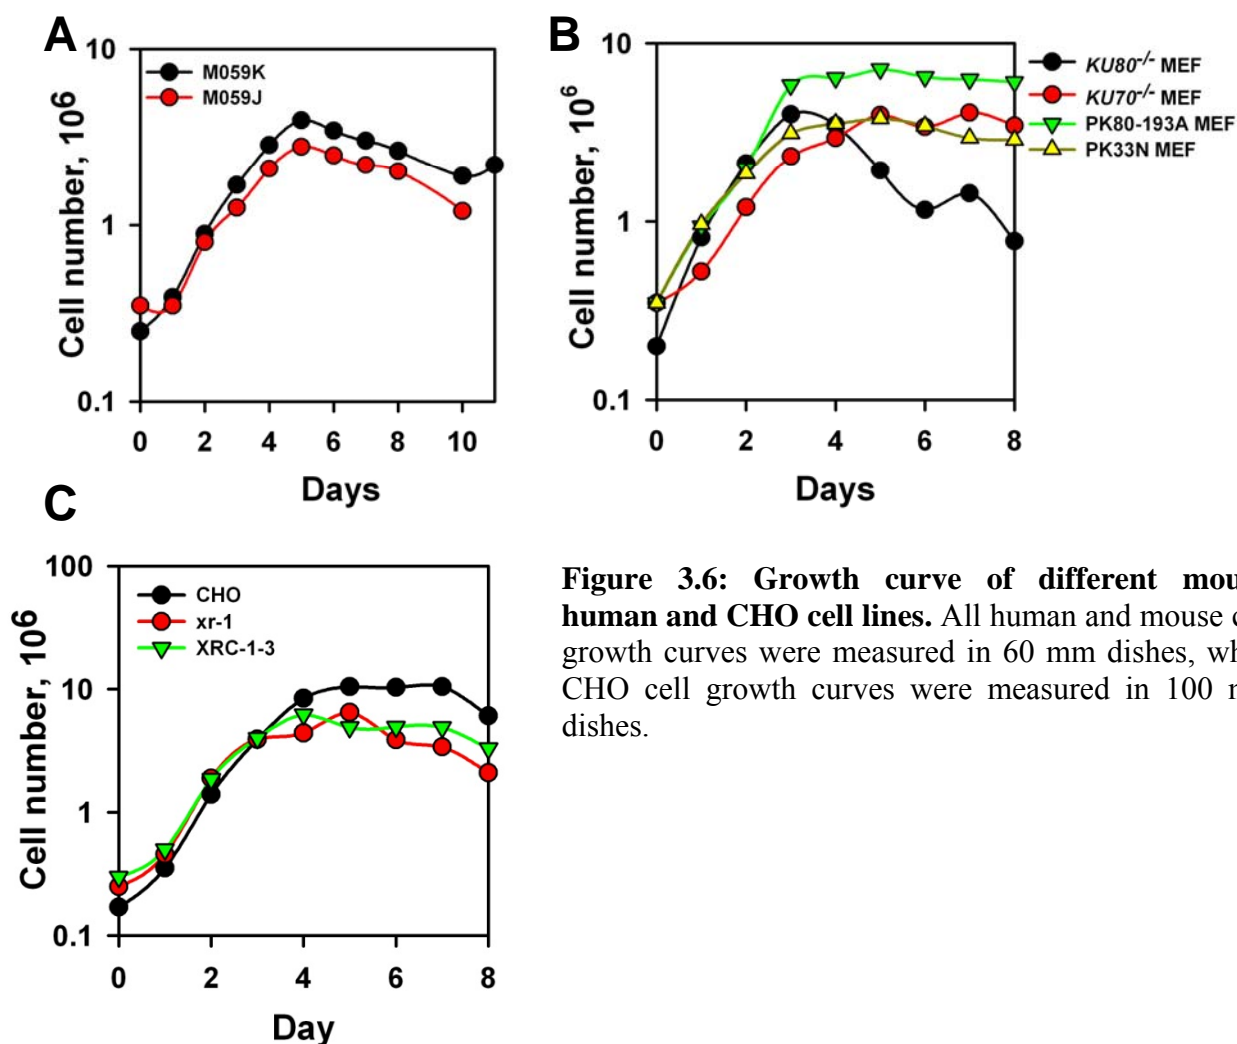 A
10
1
0.1
Cell number, 10⁶
M059K
M059J
0 2 4 6 8 10
Days
B
10
1
0.1
Cell number, 10⁶
KU80-/- MEF
KU70-/- MEF
PK80-193A MEF
PK33N MEF
0 2 4 6 8
Days
C
100
10
1
0.1
Cell number, 10⁶
CHO
xr-1
XRC-1-3
0 2 4 6 8
Day
Figure 3.6: Growth curve of different
human and CHO cell lines. All human and mouse
growth curves were measured in 60 mm dishes,
CHO cell growth curves were measured in 100
dishes.